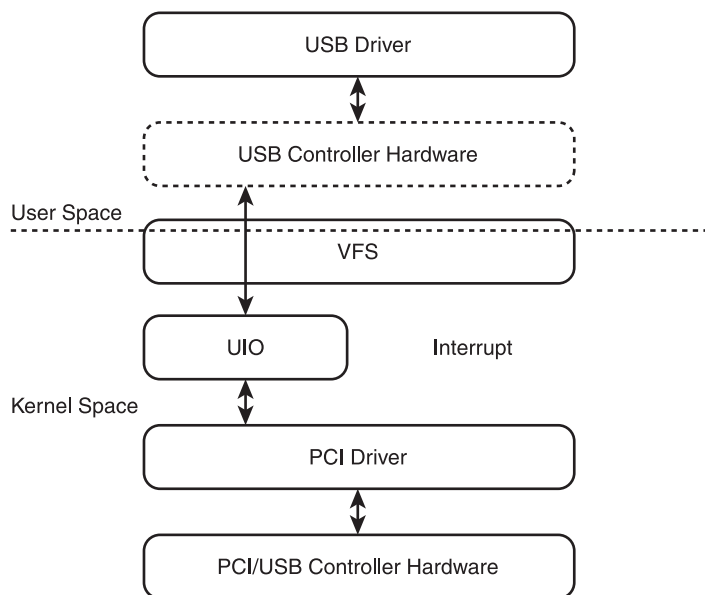 USB Driver
USB Controller Hardware
User Space
VFS
UIO
Interrupt
Kernel Space
PCI Driver
PCI/USB Controller Hardware